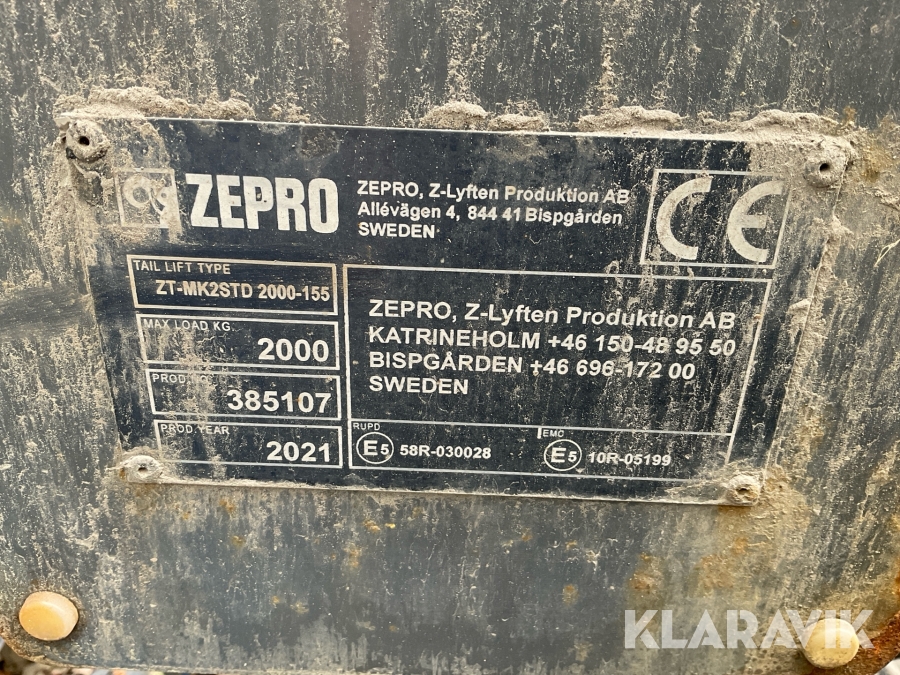 ZEPRO
ZEPRO, Z-Lyften Produktion AB
Allévägen 4, 844 41 Bispgården
SWEDEN
CE
TAIL LIFT TYPE
ZT-MK2STD 2000-155
MAX LOAD KG.
2000
PROD. NO.
385107
PROD. YEAR
2021
ZEPRO, Z-Lyften Produktion AB
KATRINEHOLM +46 150-48 95 50
BISPGÅRDEN +46 696-172 00
SWEDEN
RUPD
E5 58R-030028
EMC
E5 10R-05199
KLARAVIK